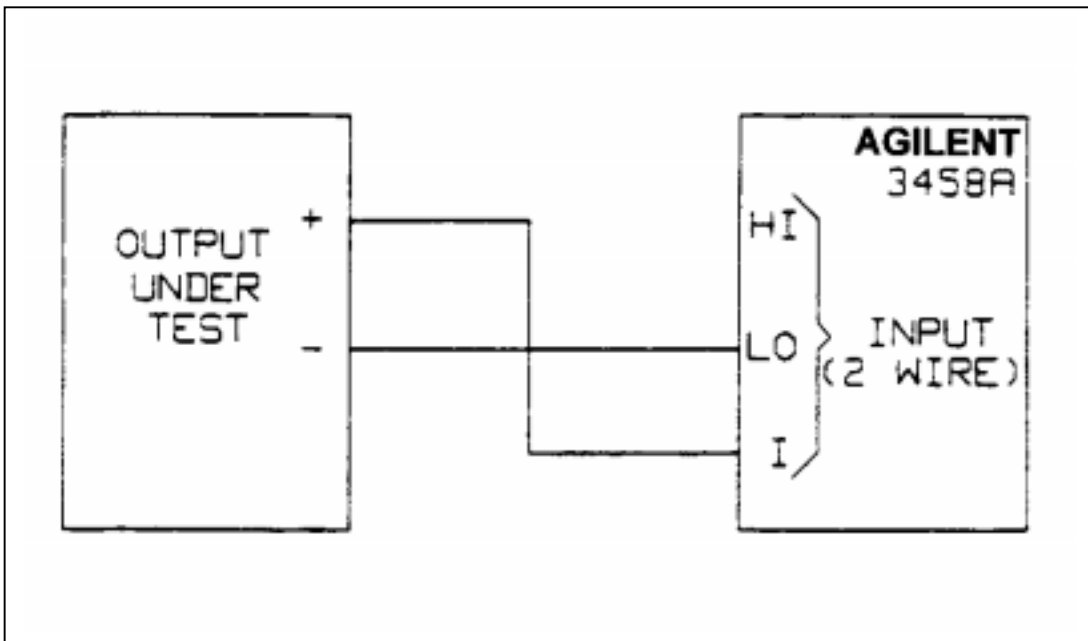 OUTPUT
UNDER
TEST
+
-
AGILENT
3458A
HI
LO
I
INPUT
(2 WIRE)